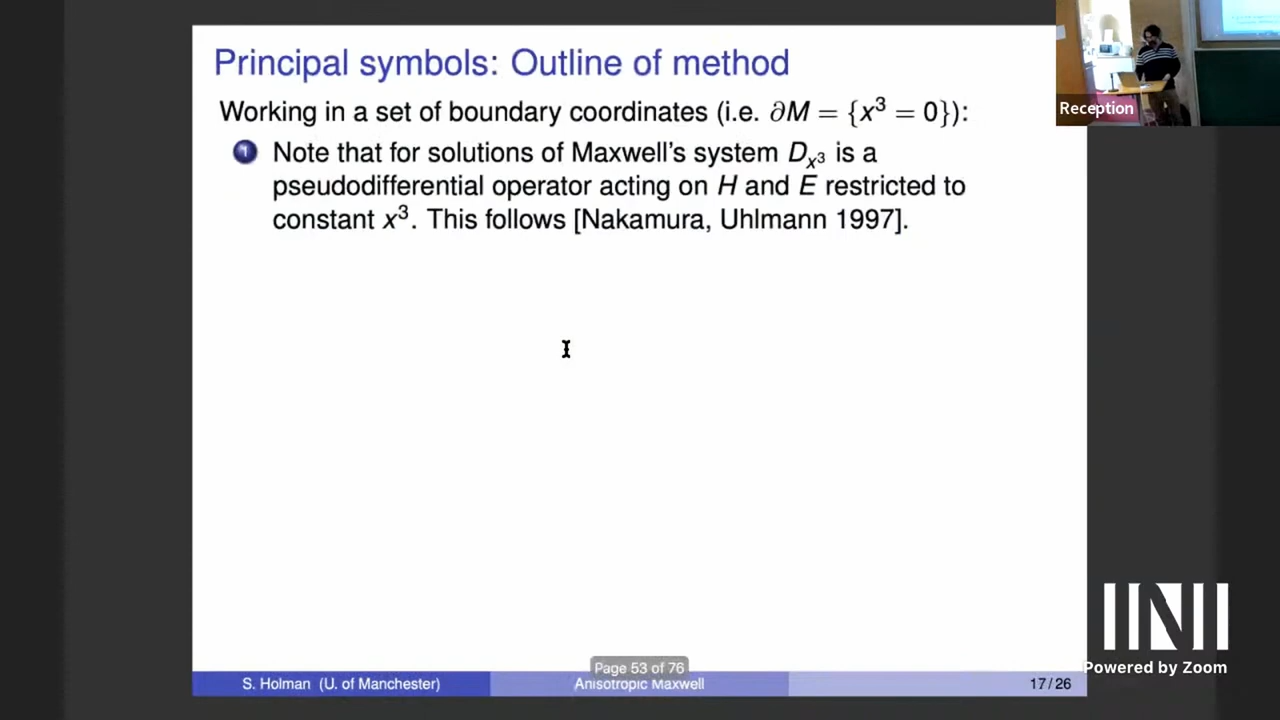 Principal symbols: Outline of method
Working in a set of boundary coordinates (i.e. ∂M = {x³ = 0}):
1 Note that for solutions of Maxwell's system D_{x³} is a
pseudodifferential operator acting on H and E restricted to
constant x³. This follows [Nakamura, Uhlmann 1997].
Reception
Page 53 of 76
S. Holman (U. of Manchester) Anisotropic Maxwell 17/26
Powered by Zoom